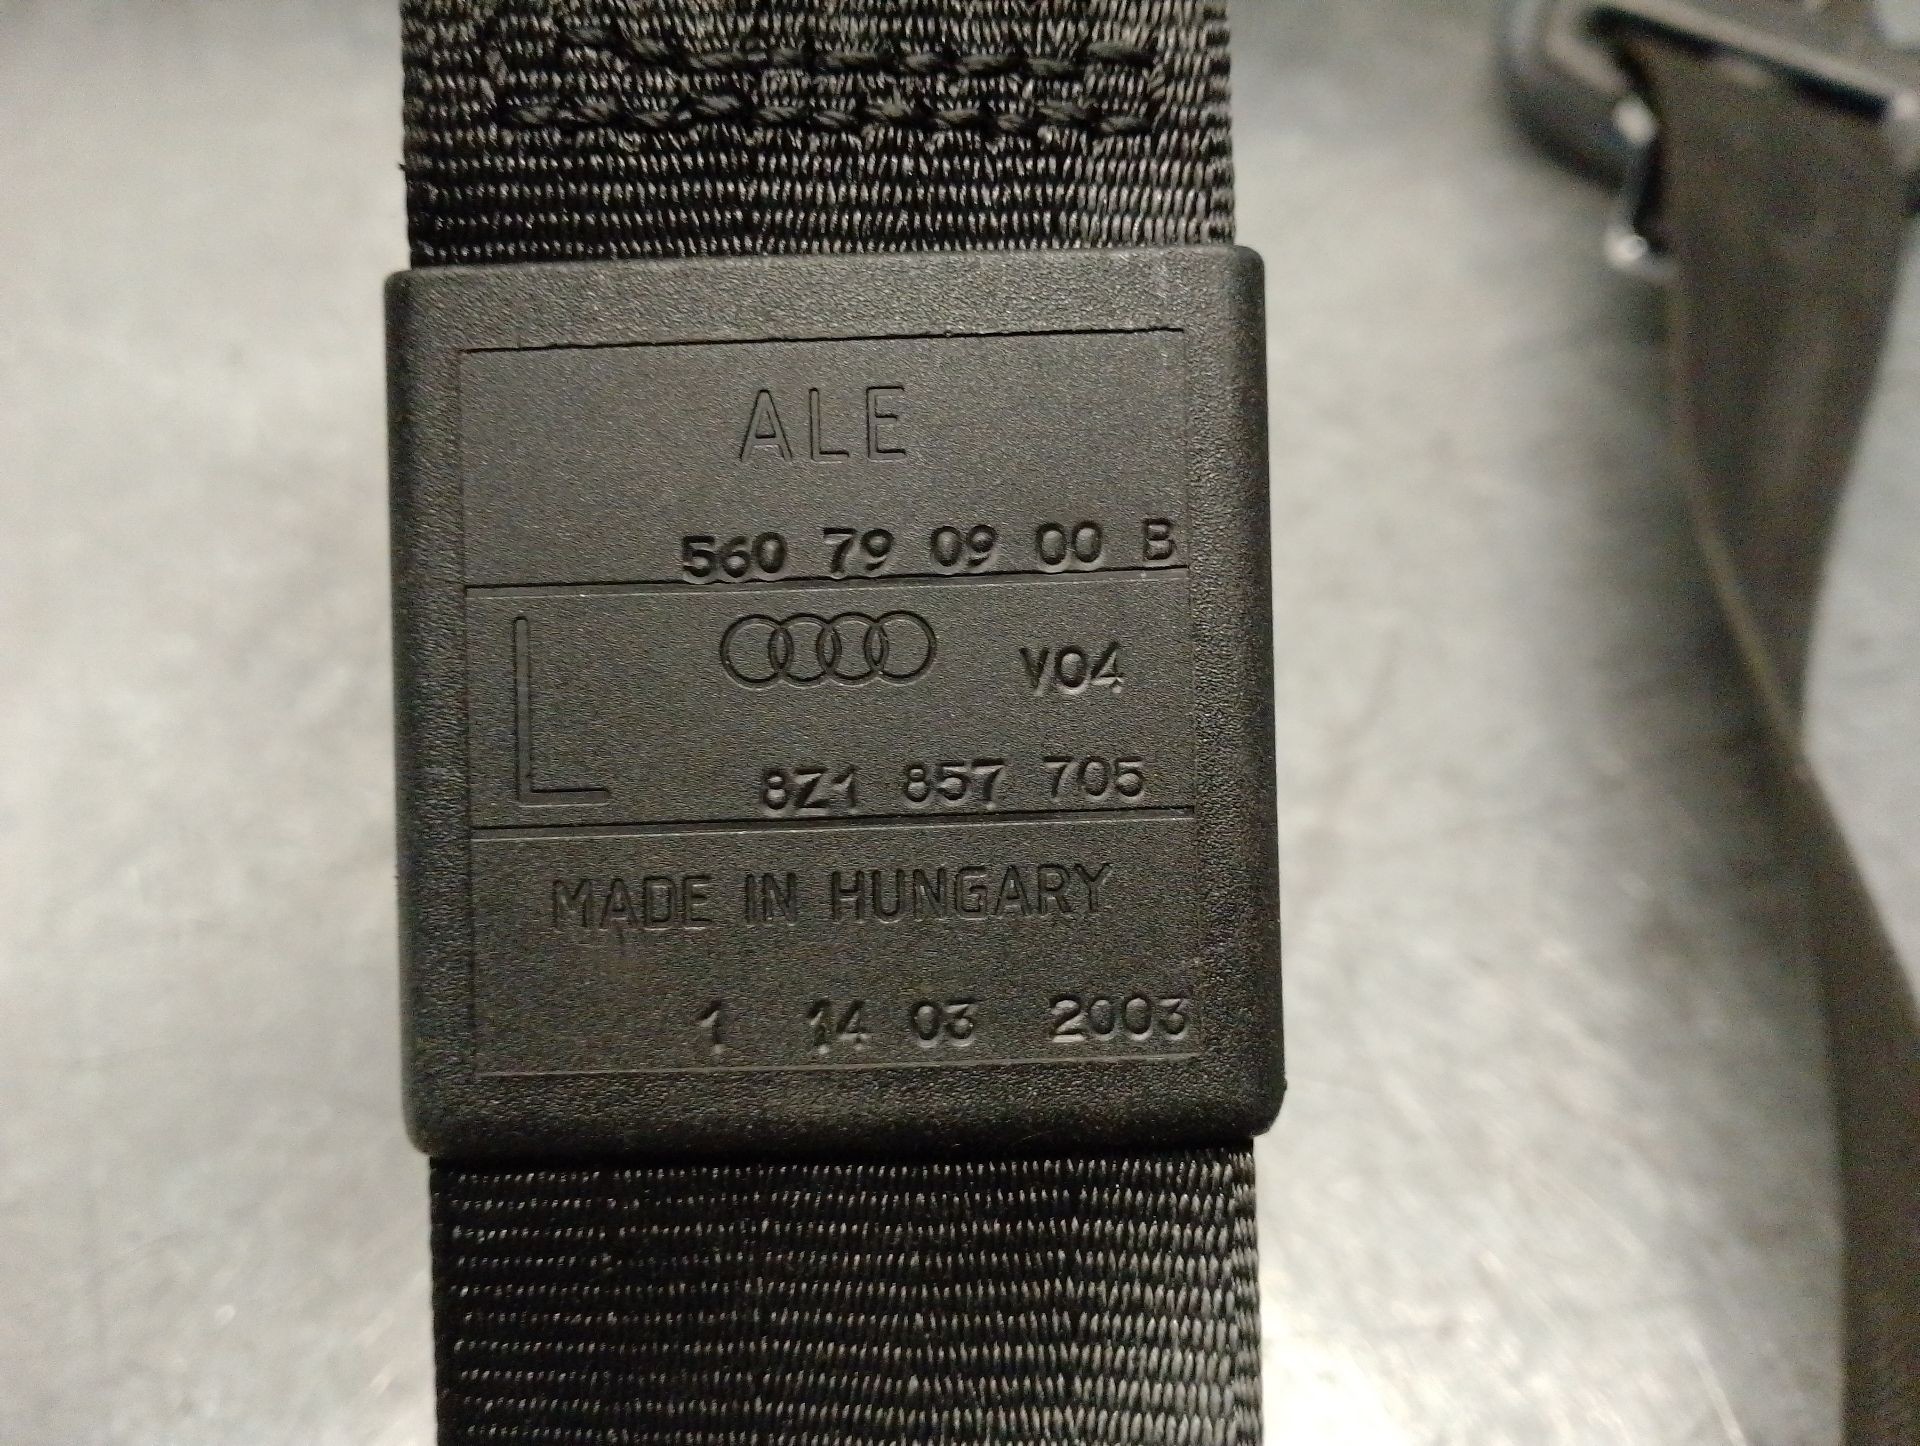 ALE
560 79 09 00 B
L V04
8Z1 857 705
MADE IN HUNGARY
1 14 03 2003